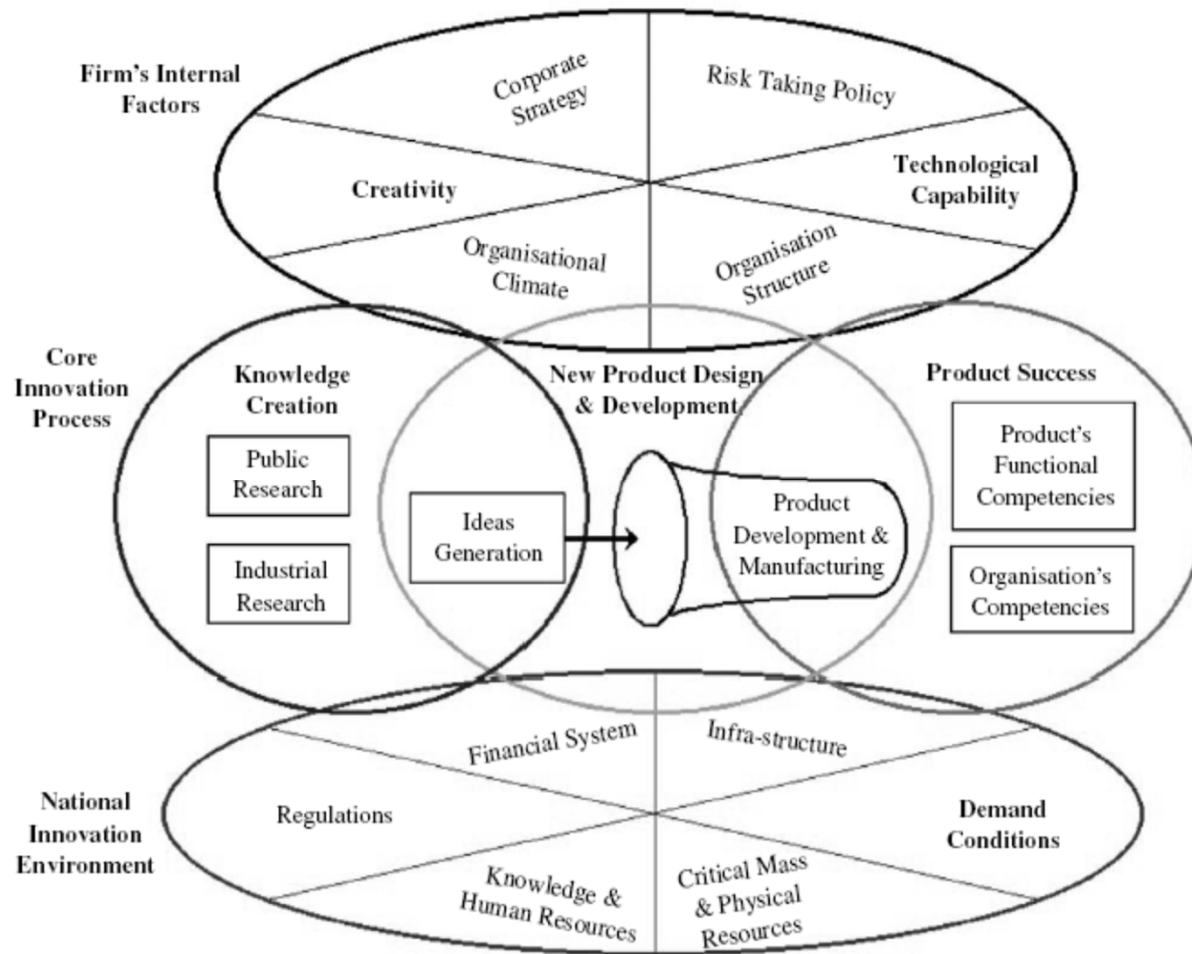 Firm's Internal
Factors
Corporate
Strategy
Risk Taking Policy
Creativity
Technological
Capability
Organisational
Climate
Organisation
Structure
Core
Innovation
Process
Knowledge
Creation
New Product Design
& Development
Product Success
Public
Research
Industrial
Research
Ideas
Generation
Product
Development &
Manufacturing
Product's
Functional
Competencies
Organisation's
Competencies
National
Innovation
Environment
Financial System
Infra-structure
Regulations
Demand
Conditions
Knowledge &
Human Resources
Critical Mass
& Physical
Resources